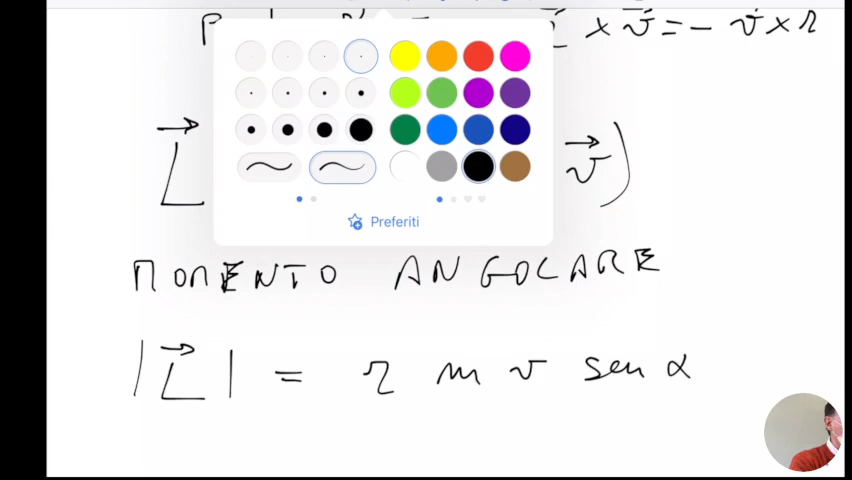 × v⃗ = - v⃗ × r
Preferiti
L⃗ v⃗)
MOMENTO ANGOLARE
|L⃗| = r m v sen α